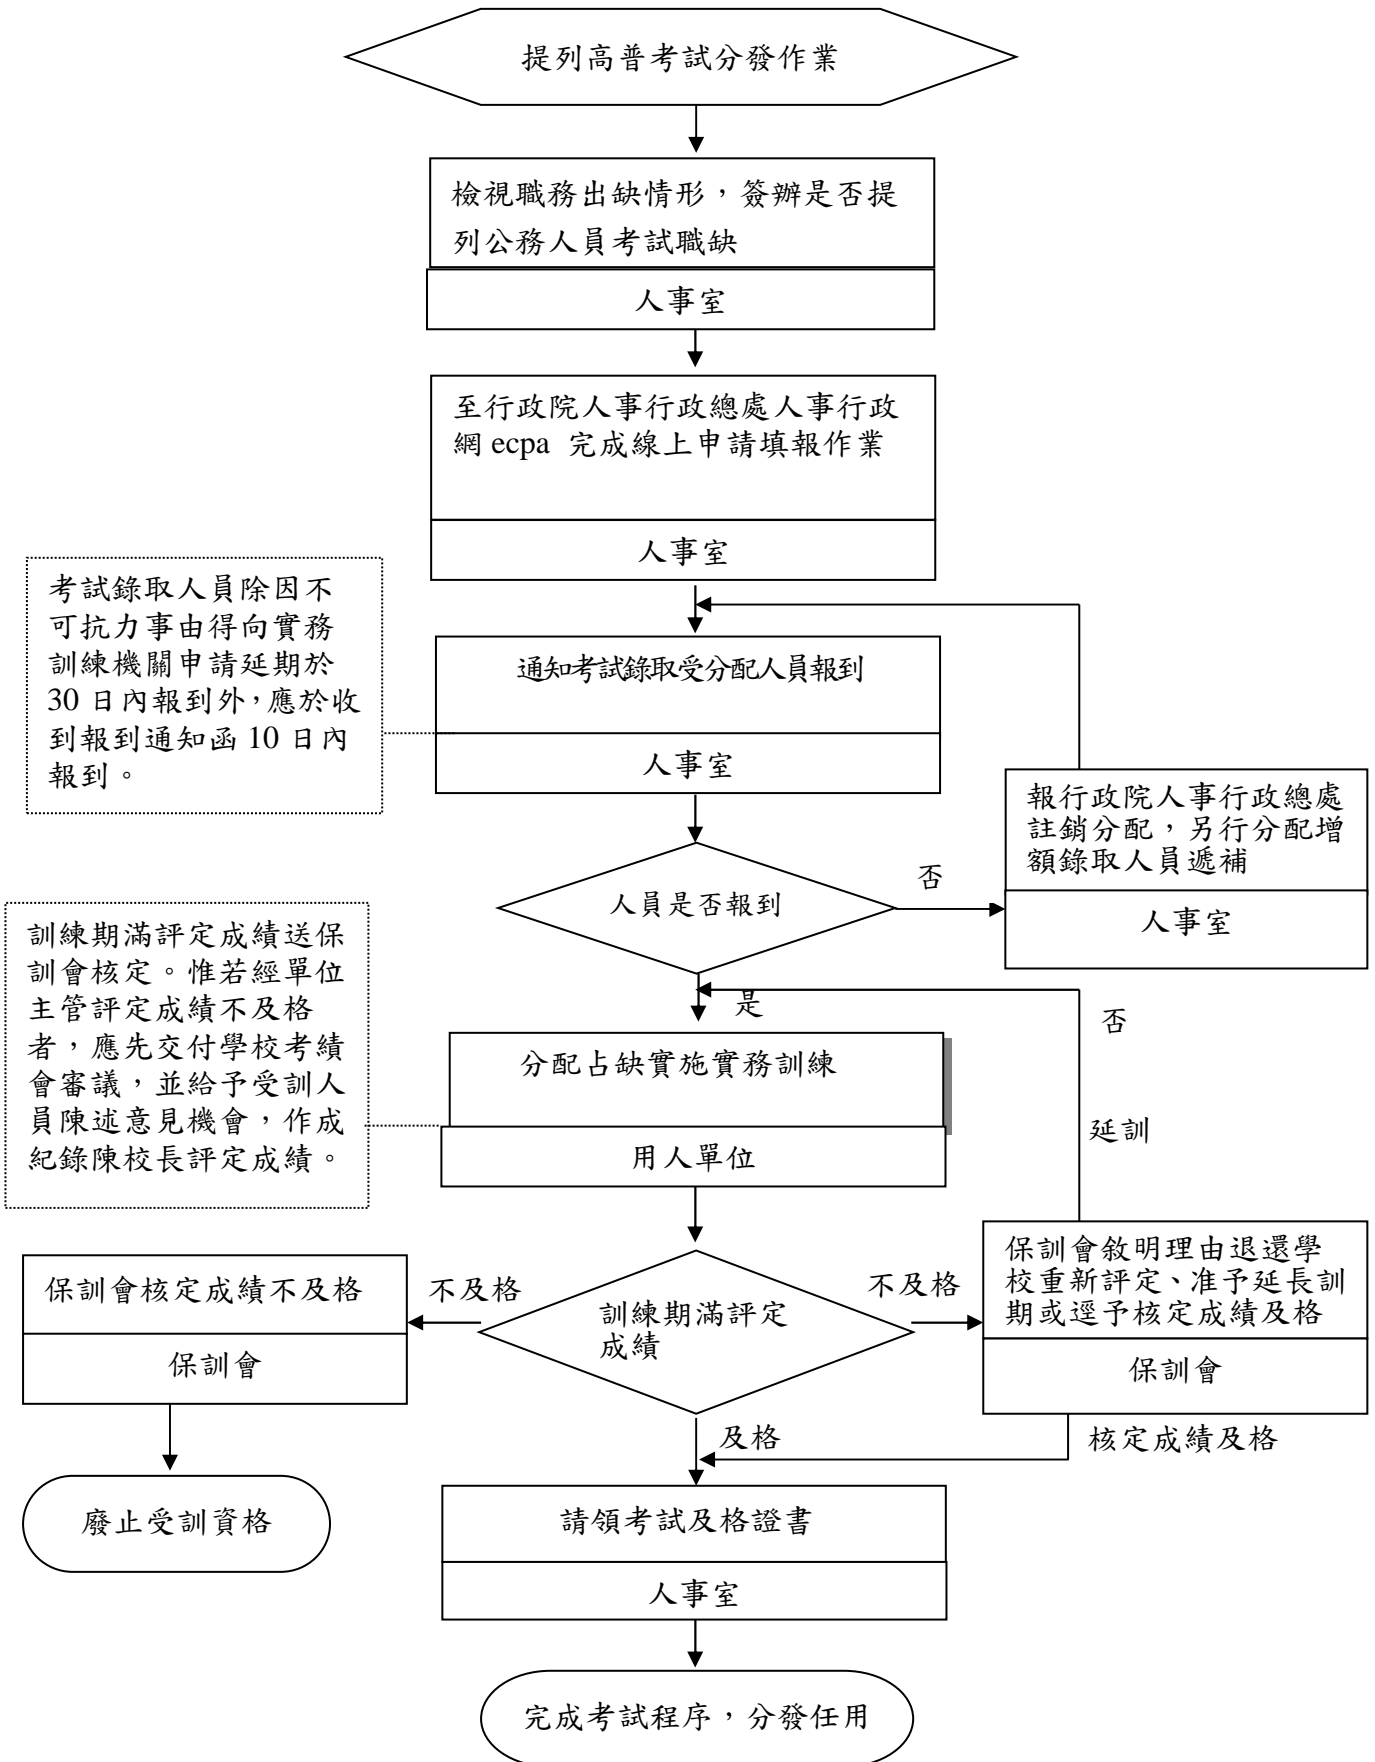 提列高普考試分發作業
檢視職務出缺情形，簽辦是否提
列公務人員考試職缺
人事室
至行政院人事行政總處人事行政
網 ecpa 完成線上申請填報作業
人事室
考試錄取人員除因不
可抗力事由得向實務
訓練機關申請延期於
30 日內報到外，應於收
到報到通知函 10 日內
報到。
通知考試錄取受分配人員報到
人事室
報行政院人事行政總處
註銷分配，另行分配增
額錄取人員遞補
人事室
人員是否報到
否
是
訓練期滿評定成績送保
訓會核定。惟若經單位
主管評定成績不及格
者，應先交付學校考績
會審議，並給予受訓人
員陳述意見機會，作成
紀錄陳校長評定成績。
分配占缺實施實務訓練
用人單位
否
延訓
保訓會核定成績不及格
保訓會
不及格
訓練期滿評定
成績
不及格
保訓會敘明理由退還學
校重新評定、准予延長訓
期或逕予核定成績及格
保訓會
及格
核定成績及格
廢止受訓資格
請領考試及格證書
人事室
完成考試程序，分發任用